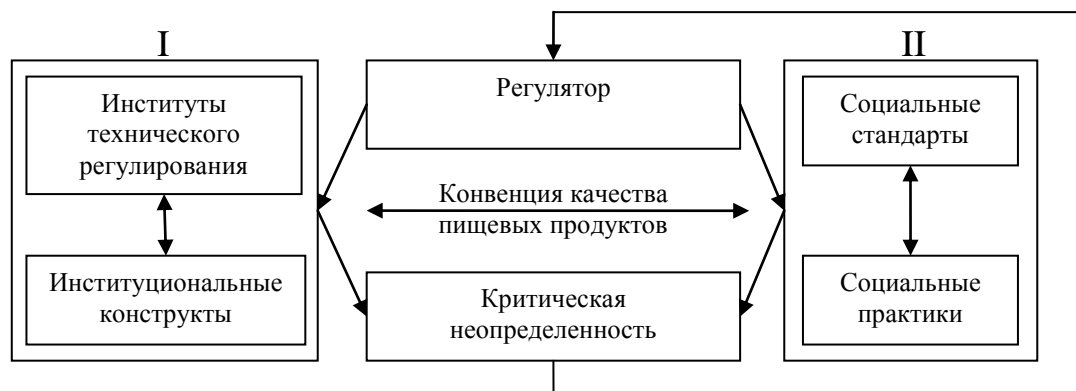 I
Институты
технического
регулирования
Институциональные
конструкты
Регулятор
Конвенция качества
пищевых продуктов
Критическая
неопределенность
II
Социальные
стандарты
Социальные
практики